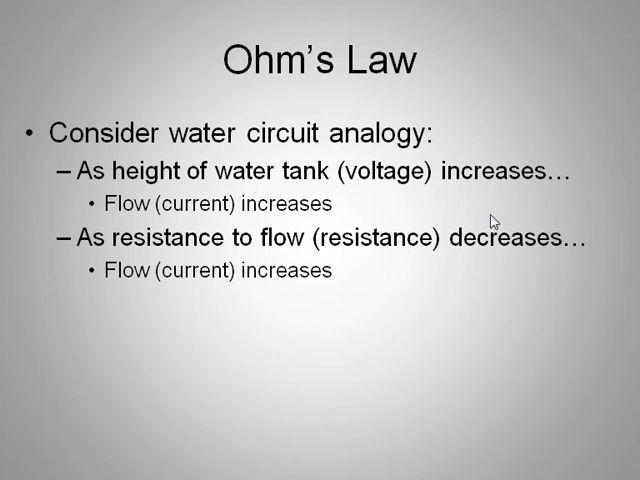 Ohm’s Law
• Consider water circuit analogy:
– As height of water tank (voltage) increases…
• Flow (current) increases
– As resistance to flow (resistance) decreases…
• Flow (current) increases